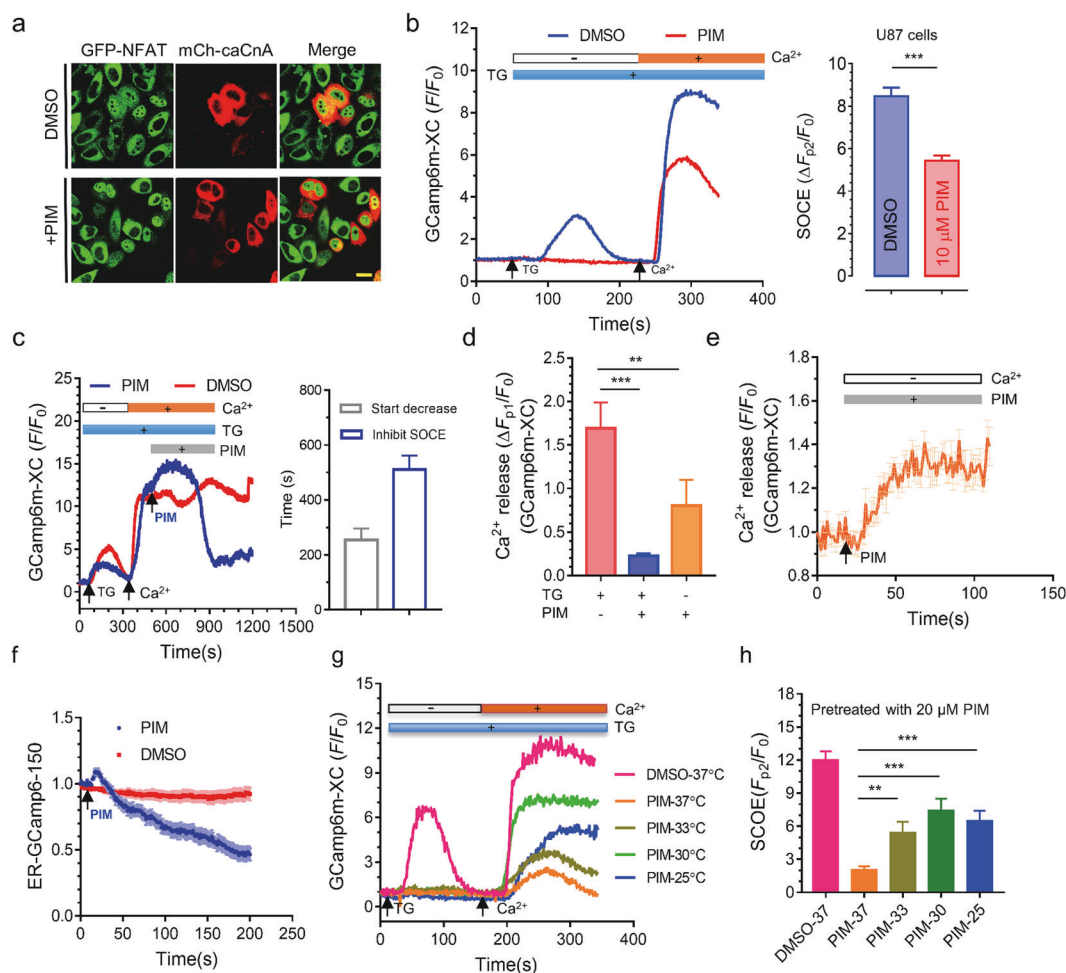 a
GFP-NFAT mCh-caCnA Merge
DMSO
+PIM
b
DMSO PIM
- + Ca²⁺
TG +
GCamp6m-XC (F/F₀)
12
10
8
6
4
2
0
TG Ca²⁺
0 100 200 300 400
Time(s)
U87 cells
***
SOCE (ΔFp2/F₀)
10
8
6
4
2
0
DMSO
10 µM PIM
c
PIM DMSO
- + Ca²⁺
+ TG
+ PIM
GCamp6m-XC (F/F₀)
25
20
15
10
5
0
PIM
TG Ca²⁺
0 300 600 900 1200 1500
Time(s)
Time (s)
800
600
400
200
0
Start decrease
Inhibit SOCE
d
Ca²⁺ release (ΔFp1/F₀)
(GCamp6m-XC)
2.5
2.0
1.5
1.0
0.5
0.0
**
***
TG + + -
PIM - + +
e
Ca²⁺ release (F/F₀)
(GCamp6m-XC)
1.8
1.6
1.4
1.2
1.0
0.8
- Ca²⁺
+ PIM
PIM
0 50 100 150
Time(s)
f
ER-GCamp6-150
1.5
1.0
0.5
0.0
PIM
DMSO
PIM
0 50 100 150 200 250
Time(s)
g
GCamp6m-XC (F/F₀)
15
12
9
6
3
0
- + Ca²⁺
+ TG
DMSO-37°C
PIM-37°C
PIM-33°C
PIM-30°C
PIM-25°C
TG Ca²⁺
0 100 200 300 400
Time(s)
h
SCOE(Fp2/F₀)
18
15
12
9
6
3
0
Pretreated with 20 µM PIM
***
***
**
DMSO-37
PIM-37
PIM-33
PIM-30
PIM-25